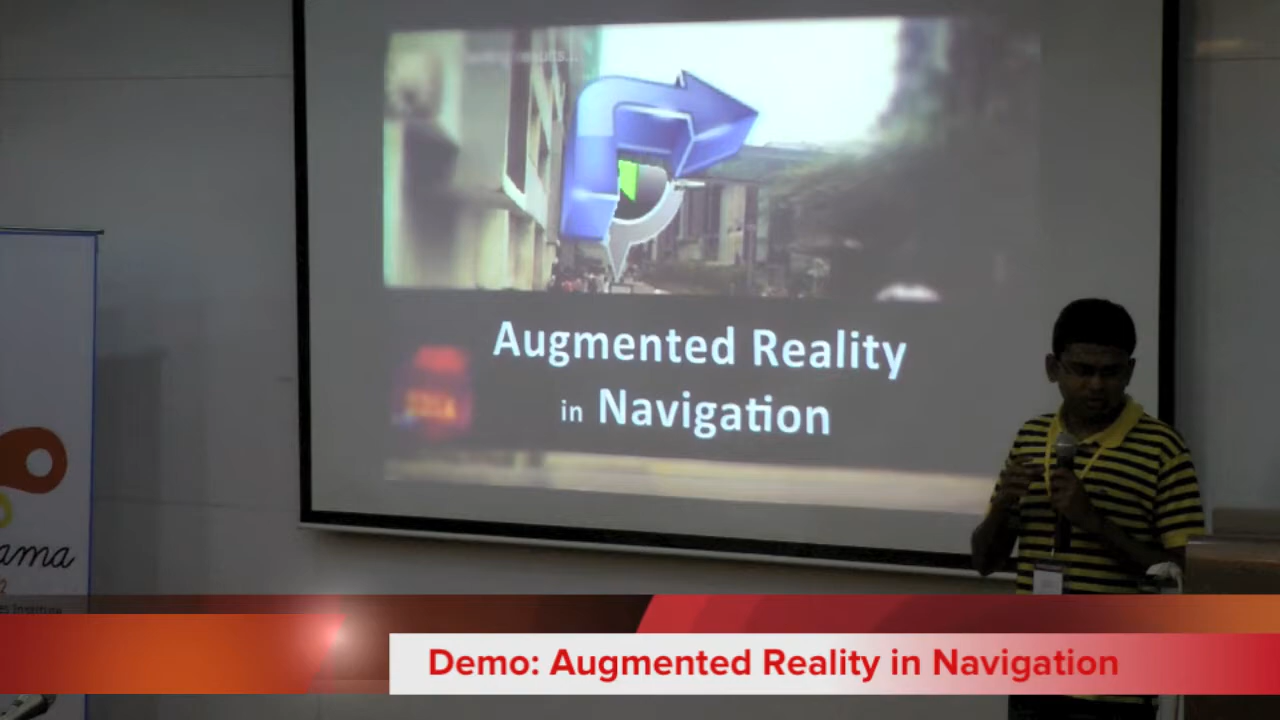 Augmented Reality
in Navigation
ama
Demo: Augmented Reality in Navigation